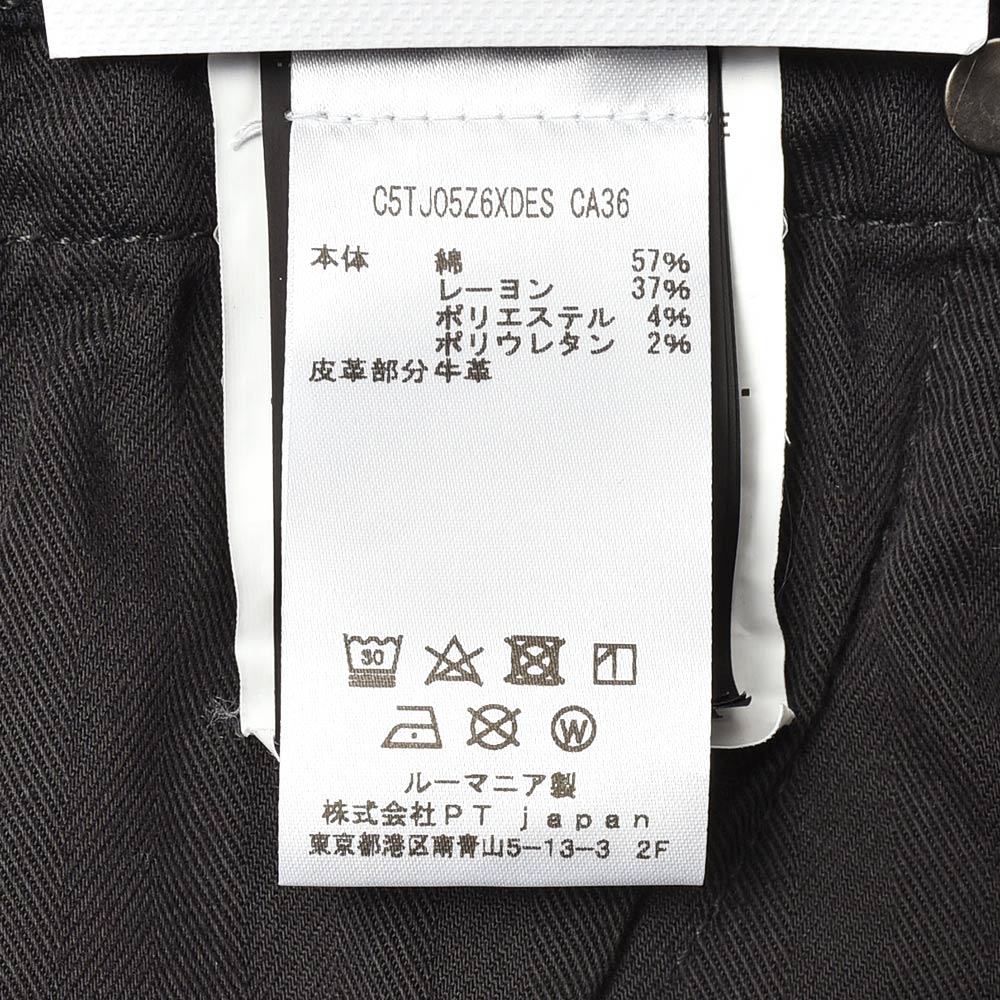 C5TJ05Z6XDES CA36
本体 綿 57%
レーヨン 37%
ポリエステル 4%
ポリウレタン 2%
皮革部分 牛革
30
W
ルーマニア製
株式会社PT japan
東京都港区南青山5-13-3 2F